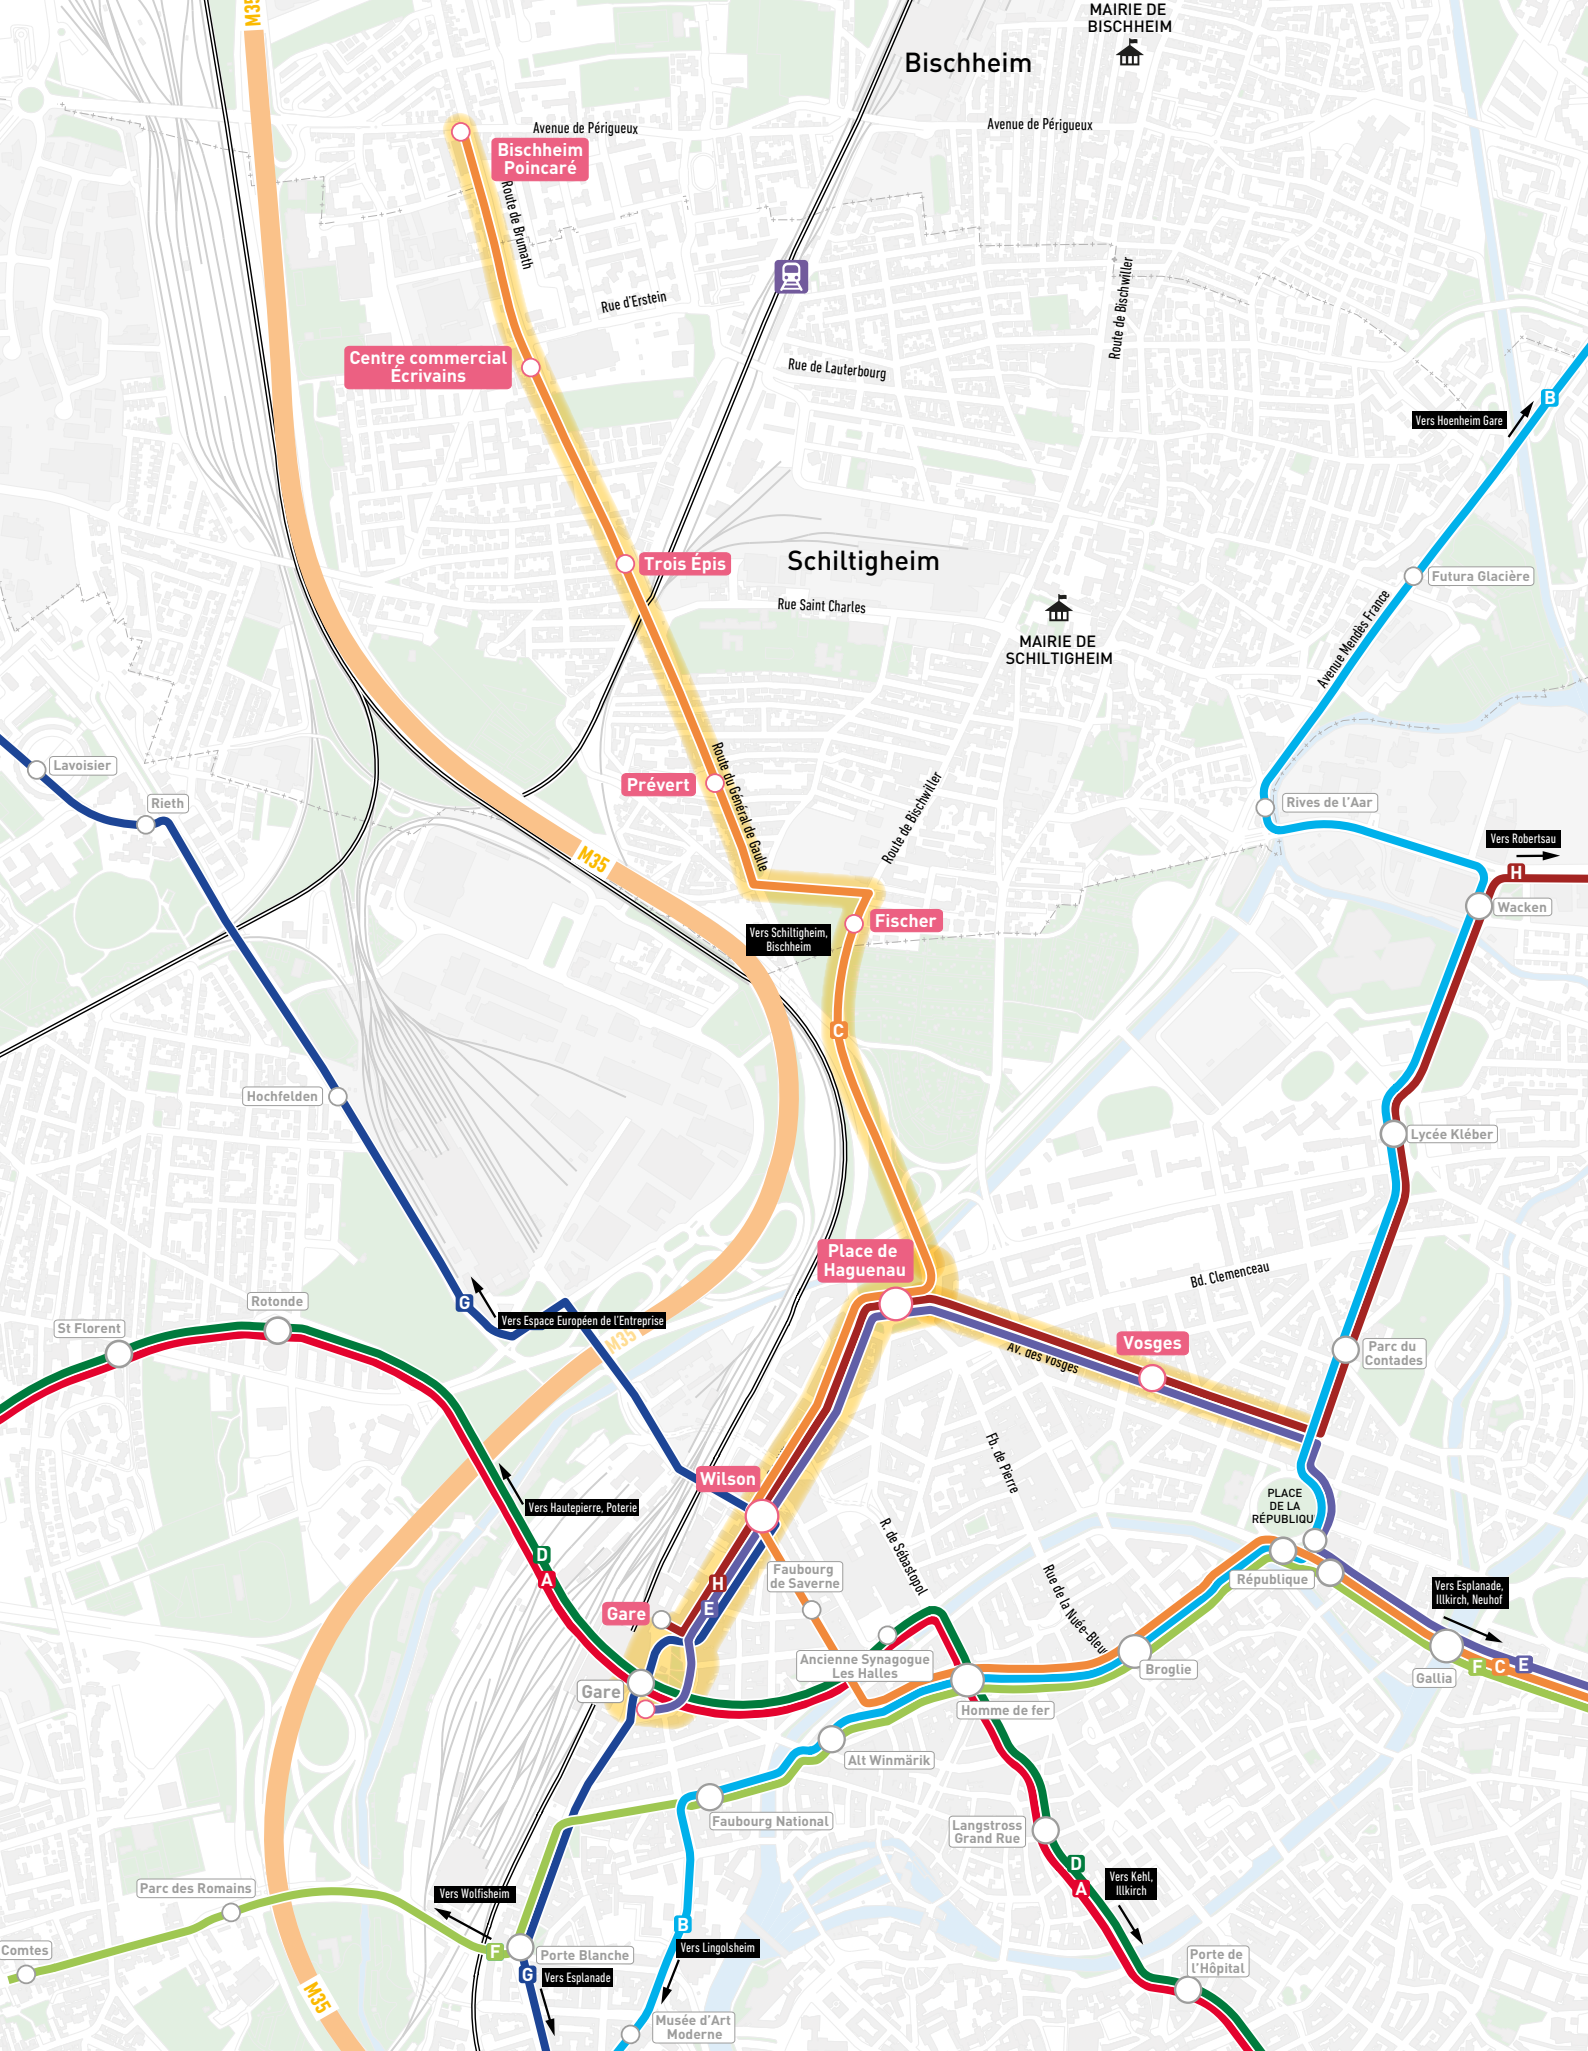 M35
MAIRIE DE
BISCHHEIM
Bischheim
Avenue de Périgueux
Avenue de Périgueux
Bischheim
Poincaré
Route de Brumath
Rue d'Erstein
Route de Bischwiller
Centre commercial
Écrivains
Rue de Lauterbourg
B
Vers Hoenheim Gare
Trois Épis
Schiltigheim
Futura Glacière
Rue Saint Charles
MAIRIE DE
SCHILTIGHEIM
Avenue Mendès France
Lavoisier
Rieth
Prévert
Route du Général de Gaulle
Route de Bischwiller
Rives de l'Aar
M35
Vers Robertsau
H
Wacken
Fischer
Vers Schiltigheim,
Bischheim
C
Hochfelden
Lycée Kléber
Place de
Haguenau
Bd. Clemenceau
G
Vers Espace Européen de l'Entreprise
M35
Rotonde
St Florent
Vosges
Av. des Vosges
Parc du
Contades
Wilson
Fb. de Pierre
Vers Hautepierre, Poterie
PLACE
DE LA
RÉPUBLIQU
R. de Sébastopol
D
A
H
E
Faubourg
de Saverne
Rue de la Nuée-Bleu
République
Vers Esplanade,
Illkirch, Neuhof
Gare
Ancienne Synagogue
Les Halles
Broglie
Gallia
F
C
E
Gare
Homme de fer
Alt Winmärik
Faubourg National
Langstross
Grand Rue
D
A
Vers Kehl,
Illkirch
Parc des Romains
Vers Wolfisheim
B
Vers Lingolsheim
Comtes
F
Porte Blanche
G
Vers Esplanade
Porte de
l'Hôpital
M35
Musée d'Art
Moderne